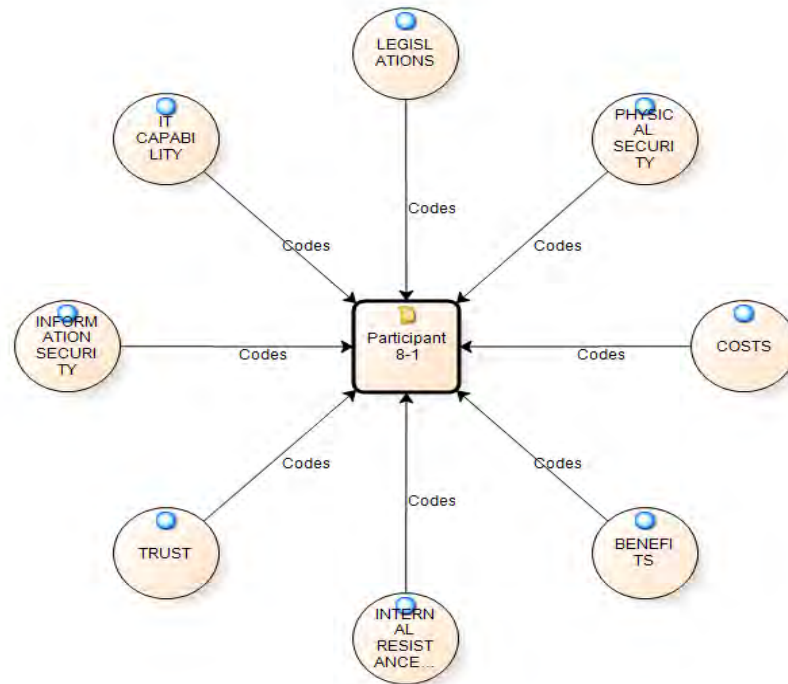 LEGISL
ATIONS
IT
CAPABI
LITY
PHYSIC
AL
SECURI
TY
Codes
Codes
Codes
INFORM
ATION
SECURI
TY
Codes
Participant
8-1
Codes
COSTS
Codes
Codes
Codes
TRUST
BENEFI
TS
INTERN
AL
RESIST
ANCE...